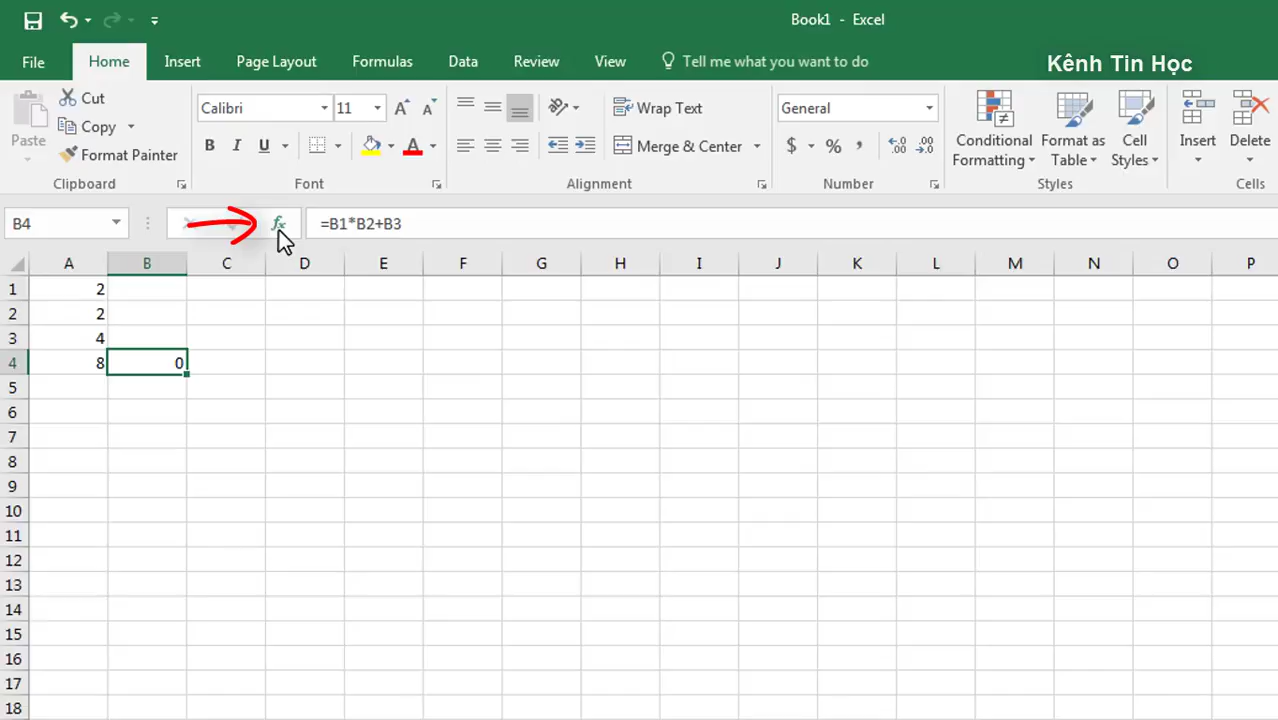 Book1 - Excel
File Home Insert Page Layout Formulas Data Review View Tell me what you want to do
Kênh Tin Học
Paste
Cut
Copy
Format Painter
Clipboard
Calibri 11
B I U A
Font
Wrap Text
Merge & Center
Alignment
General
$ % ,
Number
Conditional Formatting
Format as Table
Cell Styles
Styles
Insert
Delete
Cells
B4 fx =B1*B2+B3
A B C D E F G H I J K L M N O P
1 2
2 2
3 4
4 8 0
5
6
7
8
9
10
11
12
13
14
15
16
17
18